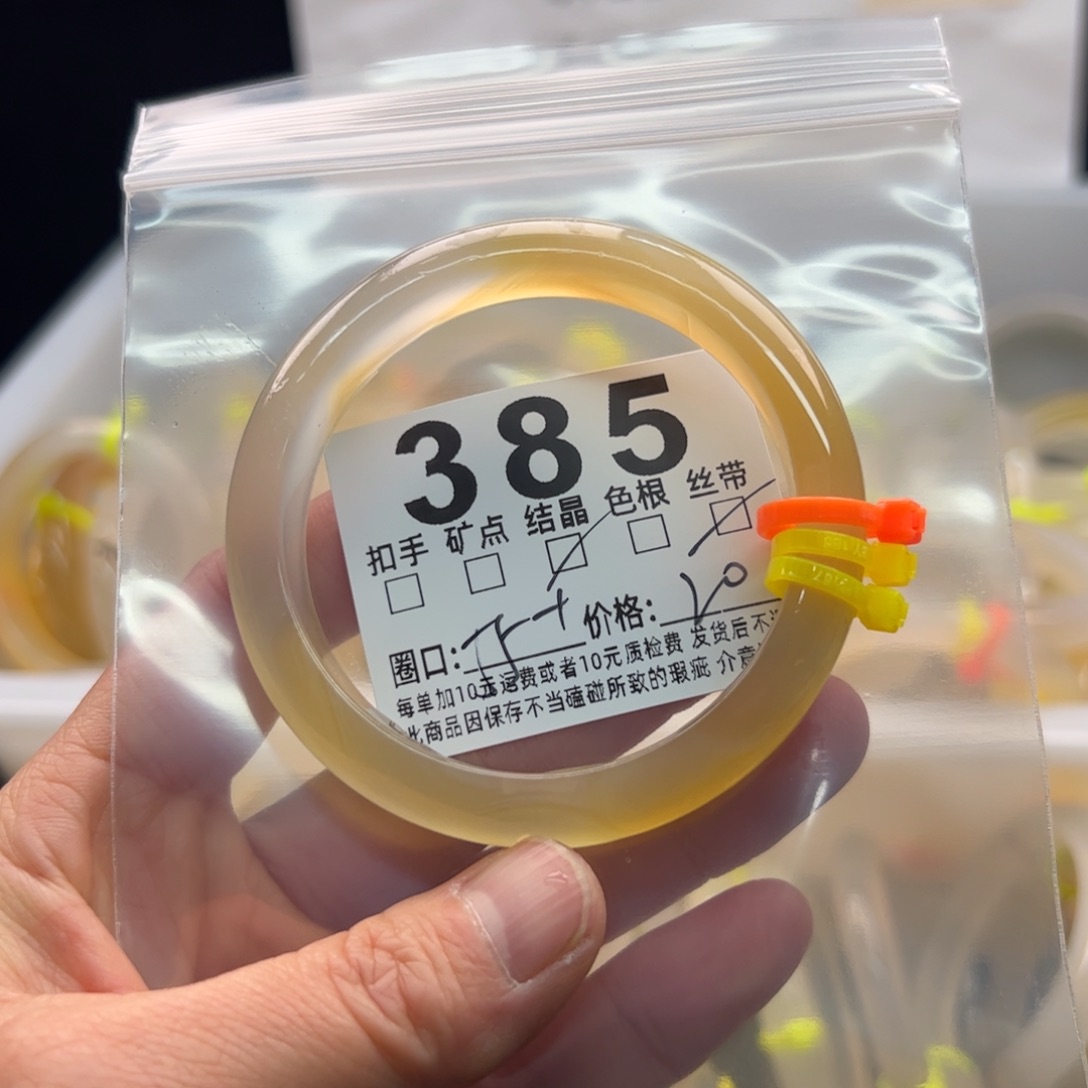 385
扣手 矿点 结晶 色根 丝带
圈口: 价格: 20
每单加10元运费或者10元质检费 发货后不
此商品因保存不当磕碰所致的瑕疵 介意